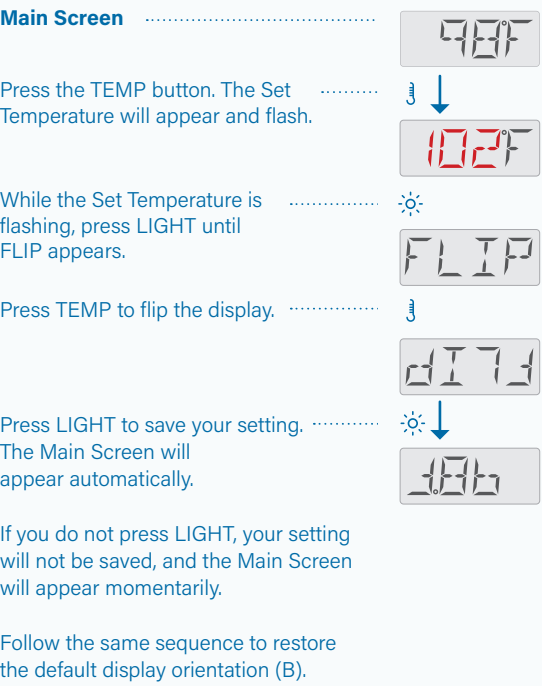 Main Screen
98°F
Press the TEMP button. The Set
Temperature will appear and flash.
102°F
While the Set Temperature is
flashing, press LIGHT until
FLIP appears.
FLIP
Press TEMP to flip the display.
Press LIGHT to save your setting.
The Main Screen will
appear automatically.
If you do not press LIGHT, your setting
will not be saved, and the Main Screen
will appear momentarily.
Follow the same sequence to restore
the default display orientation (B).